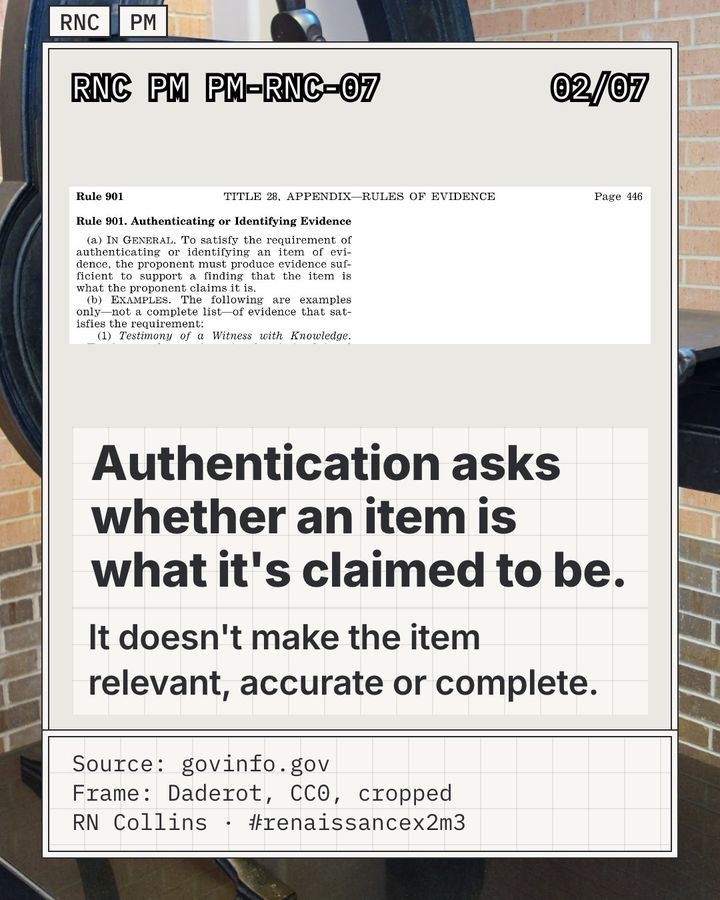 RNC PM
RNC PM PM-RNC-07 02/07
Rule 901 TITLE 28, APPENDIX—RULES OF EVIDENCE Page 446
Rule 901. Authenticating or Identifying Evidence
(a) IN GENERAL. To satisfy the requirement of
authenticating or identifying an item of evi-
dence, the proponent must produce evidence suf-
ficient to support a finding that the item is
what the proponent claims it is.
(b) EXAMPLES. The following are examples
only—not a complete list—of evidence that sat-
isfies the requirement:
(1) Testimony of a Witness with Knowledge.
Authentication asks
whether an item is
what it's claimed to be.
It doesn't make the item
relevant, accurate or complete.
Source: govinfo.gov
Frame: Daderot, CC0, cropped
RN Collins · #renaissancex2m3